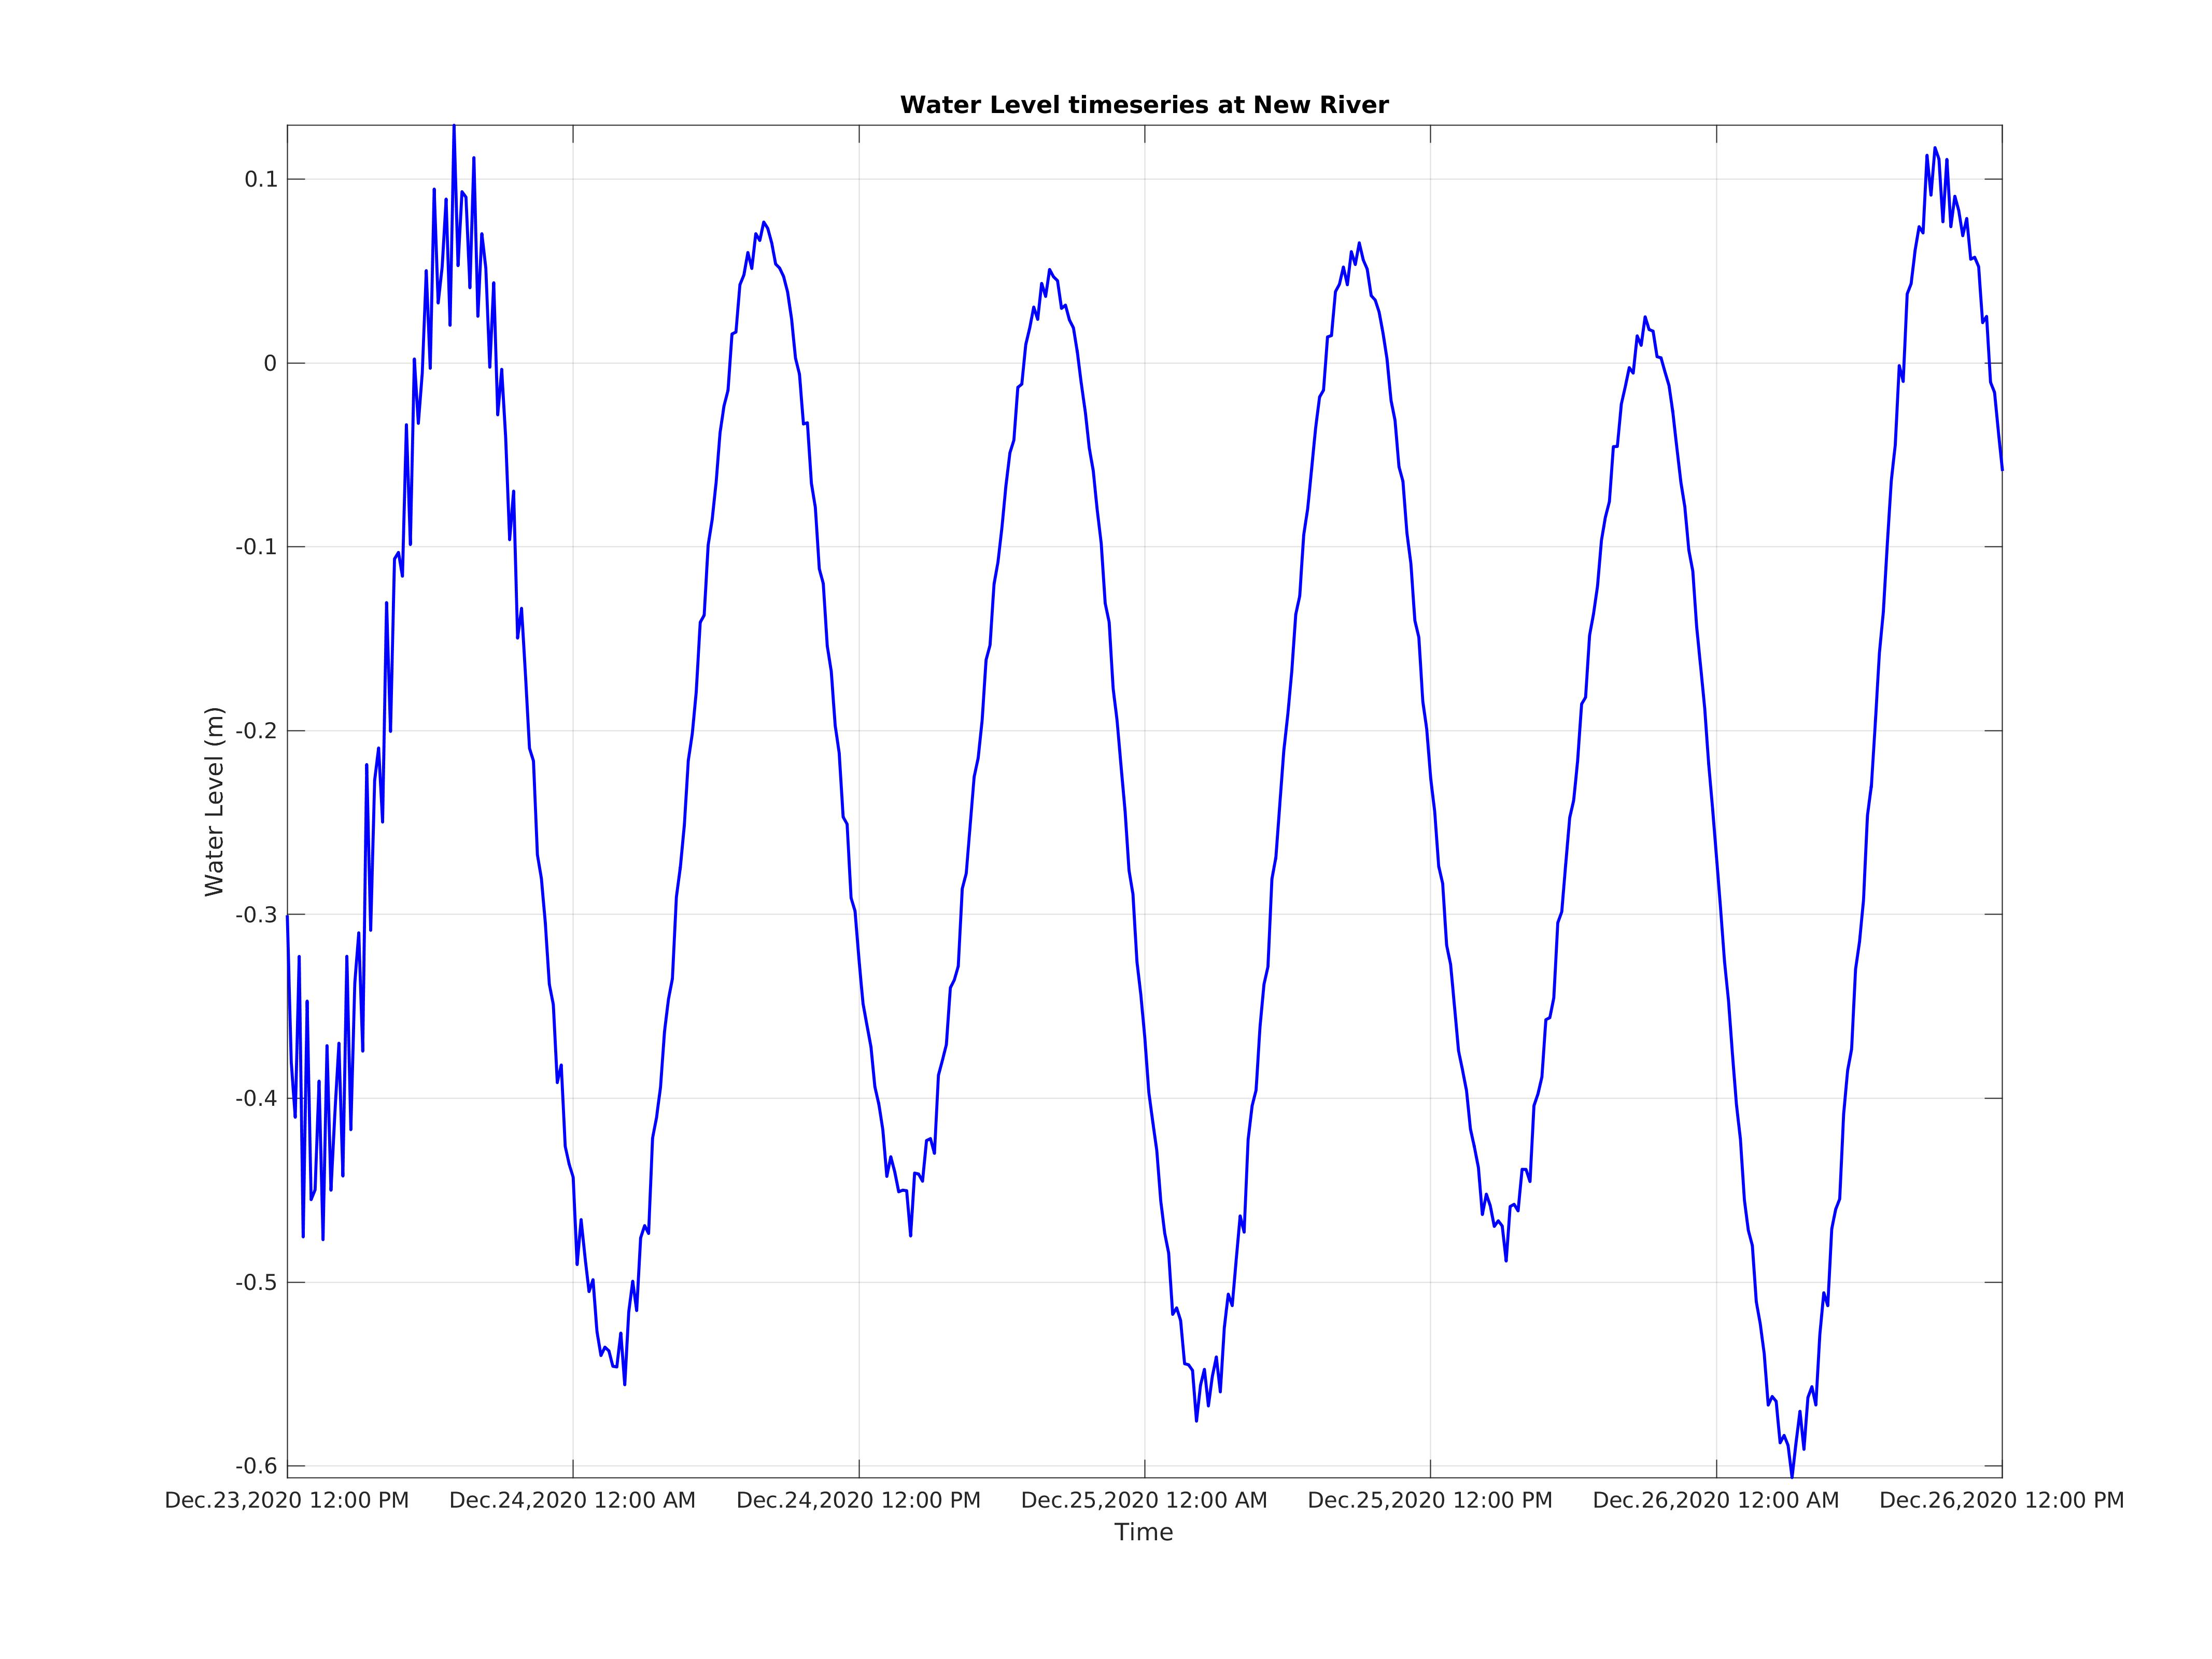 Water Level timeseries at New River
0.1
0
-0.1
-0.2
-0.3
-0.4
-0.5
-0.6
Water Level (m)
Dec.23,2020 12:00 PM
Dec.24,2020 12:00 AM
Dec.24,2020 12:00 PM
Dec.25,2020 12:00 AM
Dec.25,2020 12:00 PM
Dec.26,2020 12:00 AM
Dec.26,2020 12:00 PM
Time